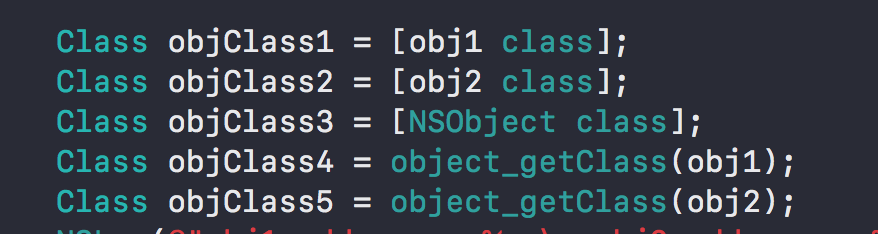 Class objClass1 = [obj1 class];
Class objClass2 = [obj2 class];
Class objClass3 = [NSObject class];
Class objClass4 = object_getClass(obj1);
Class objClass5 = object_getClass(obj2);